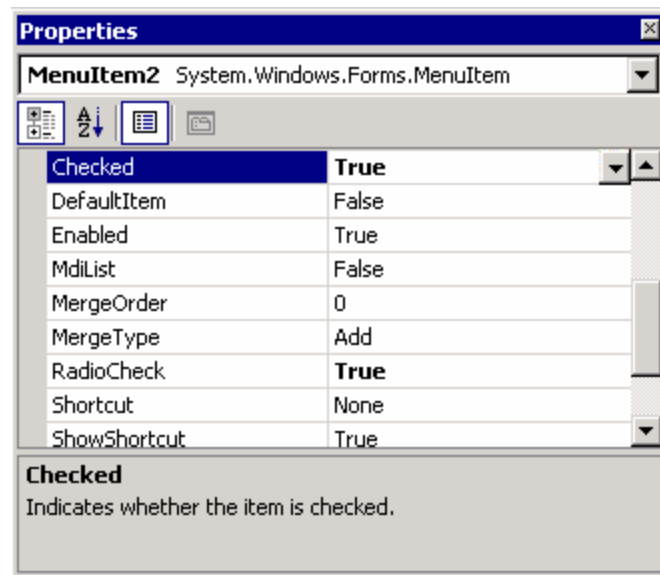 Properties
MenuItem2 System.Windows.Forms.MenuItem
Checked True
DefaultItem False
Enabled True
MdiList False
MergeOrder 0
MergeType Add
RadioCheck True
Shortcut None
ShowShortcut True
Checked
Indicates whether the item is checked.